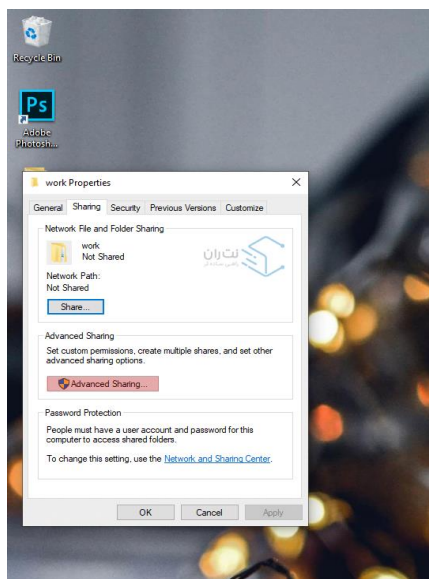 Recycle Bin
Ps
Adobe
Photosh...
work Properties
General Sharing Security Previous Versions Customize
Network File and Folder Sharing
work
Not Shared
نت‌ران
Network Path:
Not Shared
Share...
Advanced Sharing
Set custom permissions, create multiple shares, and set other
advanced sharing options.
Advanced Sharing...
Password Protection
People must have a user account and password for this
computer to access shared folders.
To change this setting, use the Network and Sharing Center.
OK Cancel Apply